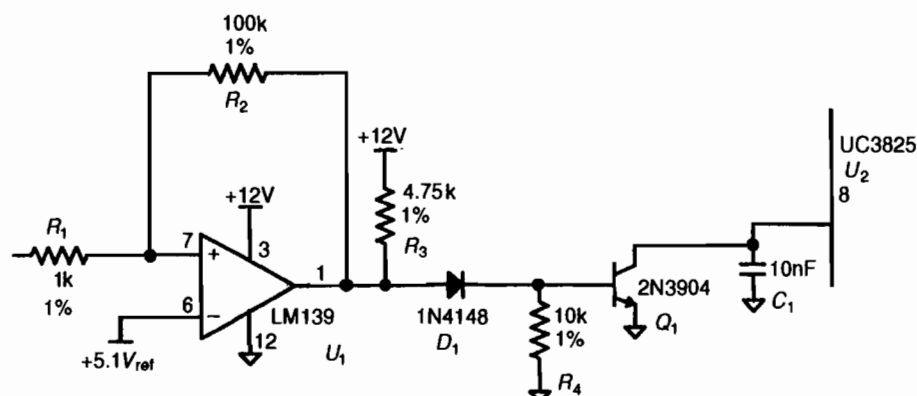 100k
1%
R2
+12V
UC3825
U2
8
+12V
4.75k
1%
R3
R1
7
+
3
1k
1%
1
10nF
C1
6
−
LM139
12
U1
1N4148
D1
10k
1%
R4
2N3904
Q1
+5.1Vref